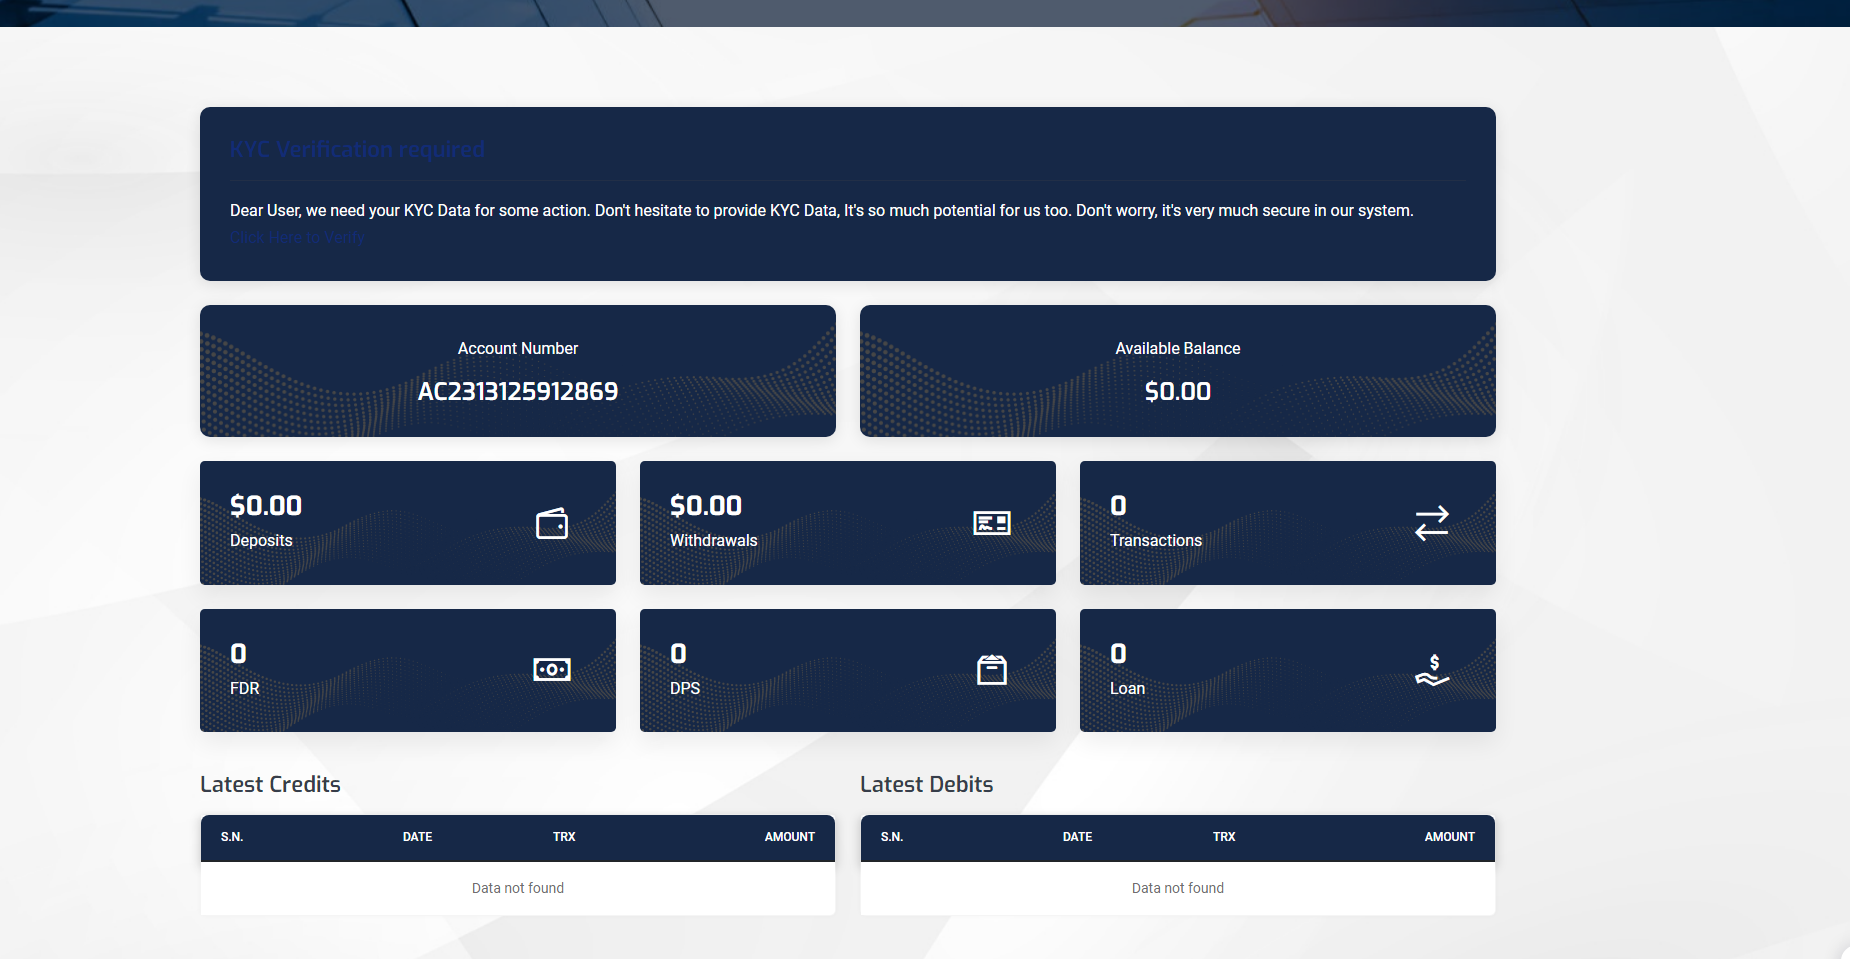 KYC Verification required
Dear User, we need your KYC Data for some action. Don't hesitate to provide KYC Data, It's so much potential for us too. Don't worry, it's very much secure in our system.
Click Here to Verify
Account Number
AC2313125912869
Available Balance
$0.00
$0.00
Deposits
$0.00
Withdrawals
0
Transactions
0
FDR
0
DPS
0
Loan
Latest Credits
S.N. DATE TRX AMOUNT
Data not found
Latest Debits
S.N. DATE TRX AMOUNT
Data not found